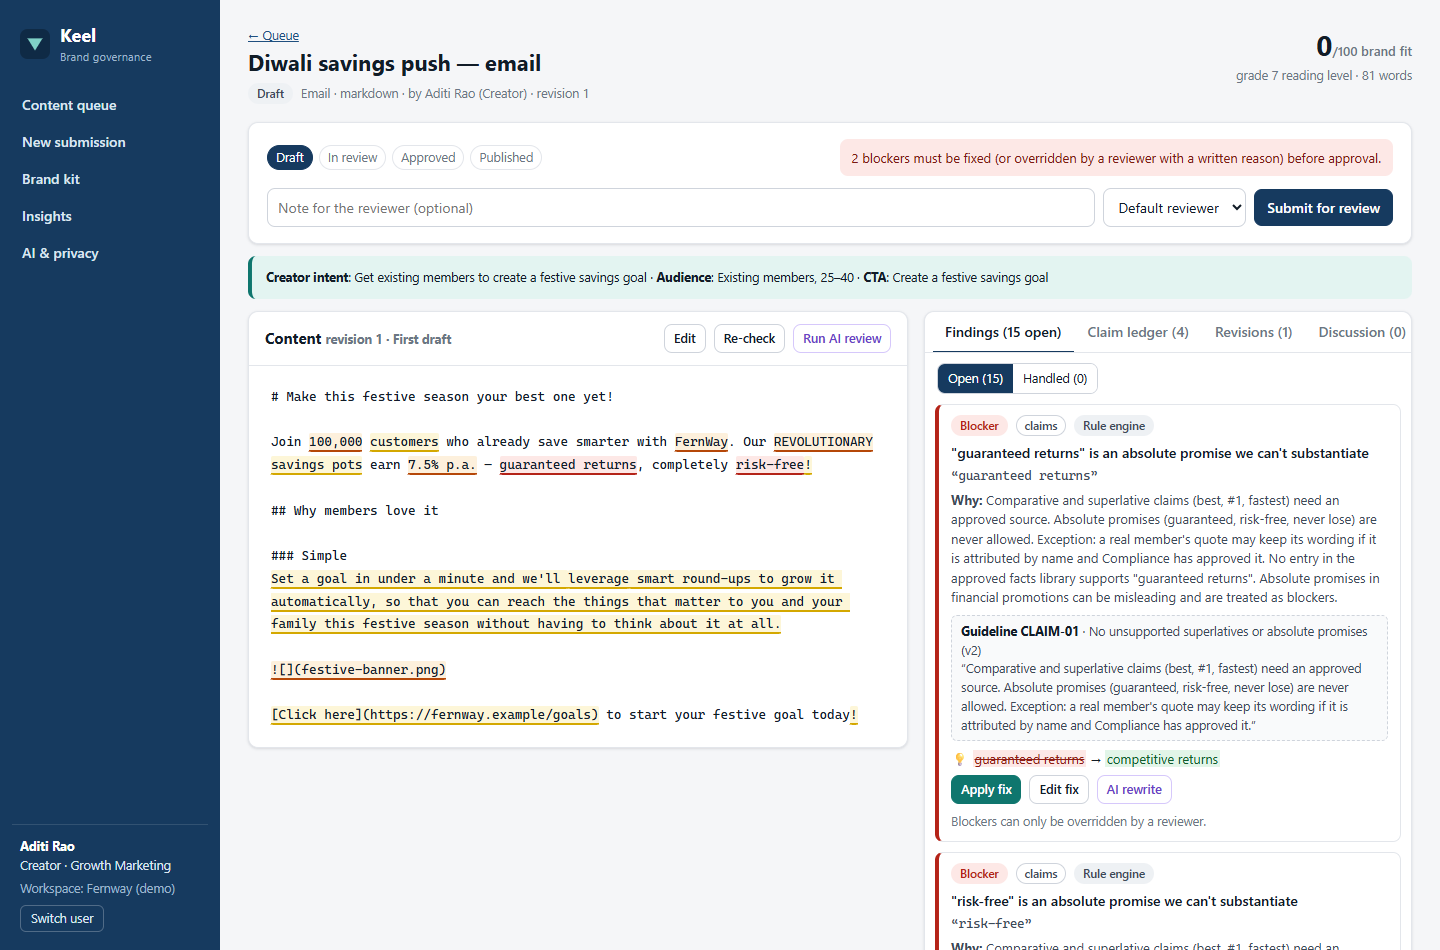 Keel
Brand governance
Content queue
New submission
Brand kit
Insights
AI & privacy
Aditi Rao
Creator · Growth Marketing
Workspace: Fernway (demo)
Switch user
← Queue
Diwali savings push — email
Draft Email · markdown · by Aditi Rao (Creator) · revision 1
0/100 brand fit
grade 7 reading level · 81 words
Draft In review Approved Published
2 blockers must be fixed (or overridden by a reviewer with a written reason) before approval.
Note for the reviewer (optional)
Default reviewer
Submit for review
Creator intent: Get existing members to create a festive savings goal · Audience: Existing members, 25–40 · CTA: Create a festive savings goal
Content revision 1 · First draft
Edit Re-check Run AI review
# Make this festive season your best one yet!
Join 100,000 customers who already save smarter with FernWay. Our REVOLUTIONARY
savings pots earn 7.5% p.a. — guaranteed returns, completely risk-free!
## Why members love it
### Simple
Set a goal in under a minute and we'll leverage smart round-ups to grow it
automatically, so that you can reach the things that matter to you and your
family this festive season without having to think about it at all.
![](festive-banner.png)
[Click here](https://fernway.example/goals) to start your festive goal today!
Findings (15 open) Claim ledger (4) Revisions (1) Discussion (0)
Open (15) Handled (0)
Blocker claims Rule engine
"guaranteed returns" is an absolute promise we can't substantiate
“guaranteed returns”
Why: Comparative and superlative claims (best, #1, fastest) need an
approved source. Absolute promises (guaranteed, risk-free, never lose) are
never allowed. Exception: a real member's quote may keep its wording if it
is attributed by name and Compliance has approved it. No entry in the
approved facts library supports "guaranteed returns". Absolute promises in
financial promotions can be misleading and are treated as blockers.
Guideline CLAIM-01 · No unsupported superlatives or absolute promises
(v2)
“Comparative and superlative claims (best, #1, fastest) need an approved
source. Absolute promises (guaranteed, risk-free, never lose) are never
allowed. Exception: a real member's quote may keep its wording if it is
attributed by name and Compliance has approved it.”
guaranteed returns → competitive returns
Apply fix Edit fix AI rewrite
Blockers can only be overridden by a reviewer.
Blocker claims Rule engine
"risk-free" is an absolute promise we can't substantiate
“risk-free”
Why: Comparative and superlative claims (best, #1, fastest) need an